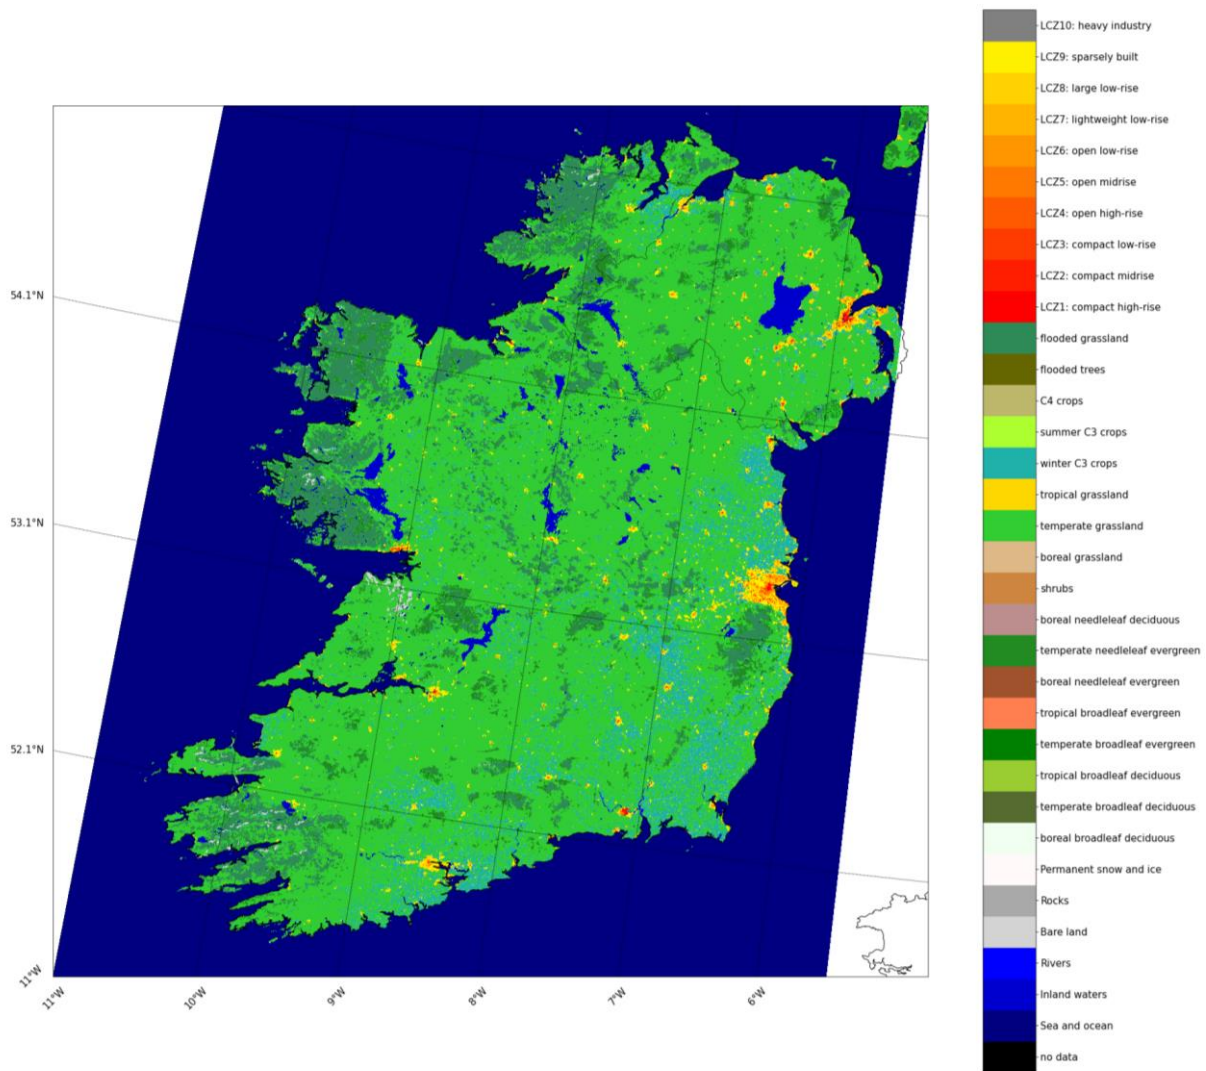 LCZ10: heavy industry
LCZ9: sparsely built
LCZ8: large low-rise
LCZ7: lightweight low-rise
LCZ6: open low-rise
LCZ5: open midrise
LCZ4: open high-rise
LCZ3: compact low-rise
LCZ2: compact midrise
LCZ1: compact high-rise
flooded grassland
flooded trees
C4 crops
summer C3 crops
winter C3 crops
tropical grassland
temperate grassland
boreal grassland
shrubs
boreal needleleaf deciduous
temperate needleleaf evergreen
boreal needleleaf evergreen
tropical broadleaf evergreen
temperate broadleaf evergreen
tropical broadleaf deciduous
temperate broadleaf deciduous
boreal broadleaf deciduous
Permanent snow and ice
Rocks
Bare land
Rivers
Inland waters
Sea and ocean
no data
54.1°N
53.1°N
52.1°N
11°W
11°W
10°W
9°W
8°W
7°W
6°W